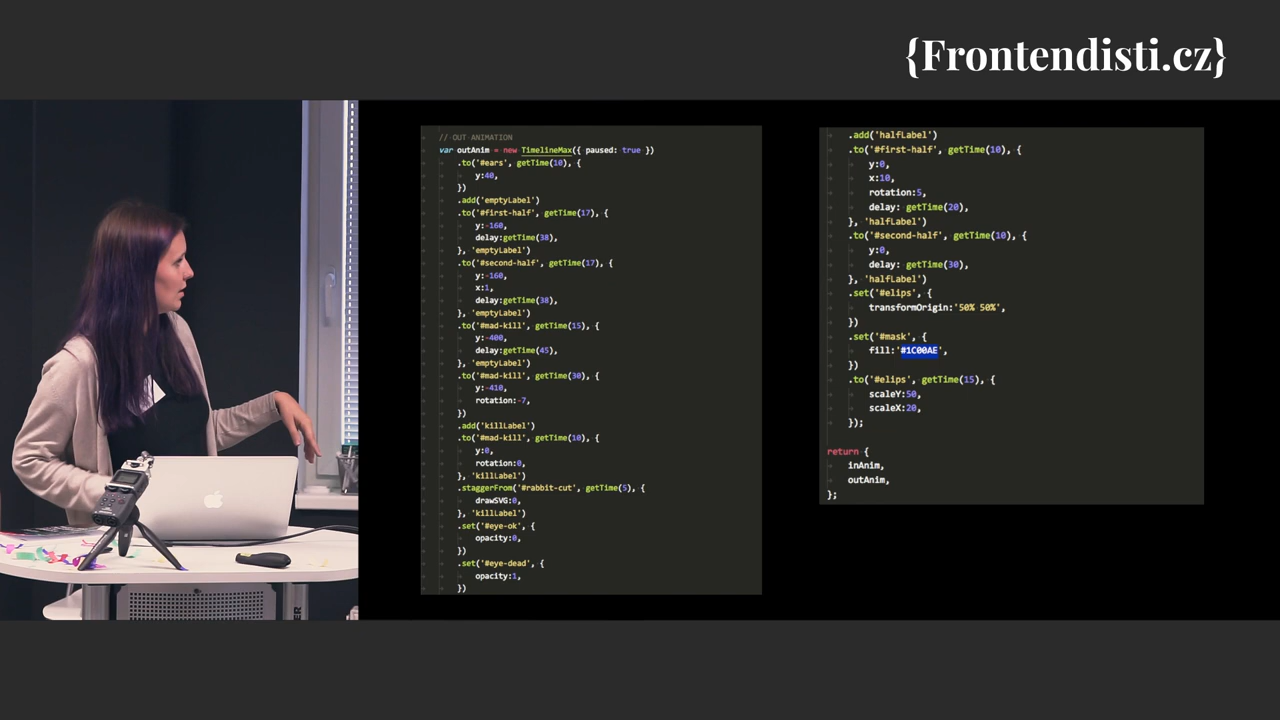 {Frontendisti.cz}
// OUT ANIMATION
var outAnim = new TimelineMax({ paused: true })
.to('#ears', getTime(10), {
y:40,
})
.add('emptyLabel')
.to('#first-half', getTime(17), {
y:-160,
delay:getTime(38),
}, 'emptyLabel')
.to('#second-half', getTime(17), {
y:-160,
x:1,
delay:getTime(38),
}, 'emptyLabel')
.to('#mad-kill', getTime(15), {
y:-400,
delay:getTime(45),
}, 'emptyLabel')
.to('#mad-kill', getTime(30), {
y:-410,
rotation:-7,
})
.add('killLabel')
.to('#mad-kill', getTime(10), {
y:0,
rotation:0,
}, 'killLabel')
.staggerFrom('#rabbit-cut', getTime(5), {
drawSVG:0,
}, 'killLabel')
.set('#eye-ok', {
opacity:0,
})
.set('#eye-dead', {
opacity:1,
})
.add('halfLabel')
.to('#first-half', getTime(10), {
y:0,
x:10,
rotation:5,
delay: getTime(20),
}, 'halfLabel')
.to('#second-half', getTime(10), {
y:0,
delay: getTime(30),
}, 'halfLabel')
.set('#elips', {
transformOrigin:'50% 50%',
})
.set('#mask', {
fill:'#1C00AE',
})
.to('#elips', getTime(15), {
scaleY:50,
scaleX:20,
});
return {
inAnim,
outAnim,
};